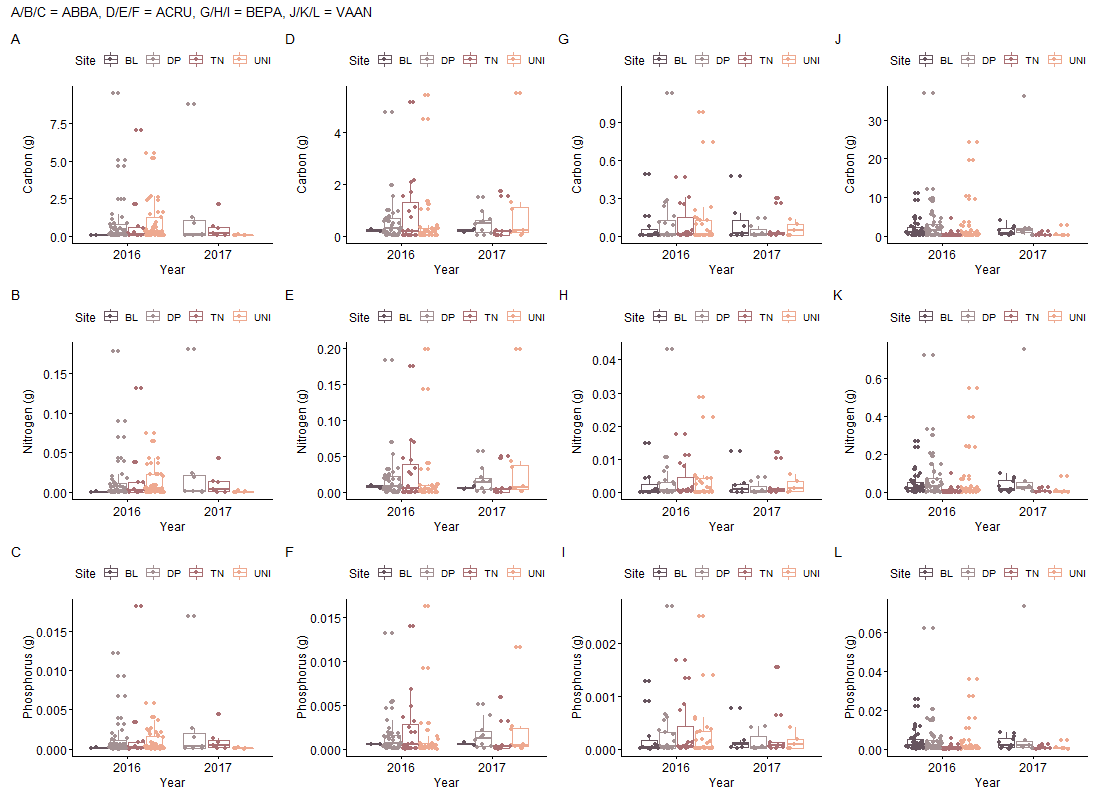 A/B/C = ABBA, D/E/F = ACRU, G/H/I = BEPA, J/K/L = VAAN
A D G J
Site BL DP TN UNI Site BL DP TN UNI Site BL DP TN UNI Site BL DP TN UNI
Carbon (g) 7.5 5.0 2.5 0.0 Carbon (g) 4 2 0 Carbon (g) 0.9 0.6 0.3 0.0 Carbon (g) 30 20 10 0
2016 2017 2016 2017 2016 2017 2016 2017
Year Year Year Year
B E H K
Site BL DP TN UNI Site BL DP TN UNI Site BL DP TN UNI Site BL DP TN UNI
Nitrogen (g) 0.15 0.10 0.05 0.00 Nitrogen (g) 0.20 0.15 0.10 0.05 0.00 Nitrogen (g) 0.04 0.03 0.02 0.01 0.00 Nitrogen (g) 0.6 0.4 0.2 0.0
2016 2017 2016 2017 2016 2017 2016 2017
Year Year Year Year
C F I L
Site BL DP TN UNI Site BL DP TN UNI Site BL DP TN UNI Site BL DP TN UNI
Phosphorus (g) 0.015 0.010 0.005 0.000 Phosphorus (g) 0.015 0.010 0.005 0.000 Phosphorus (g) 0.002 0.001 0.000 Phosphorus (g) 0.06 0.04 0.02 0.00
2016 2017 2016 2017 2016 2017 2016 2017
Year Year Year Year